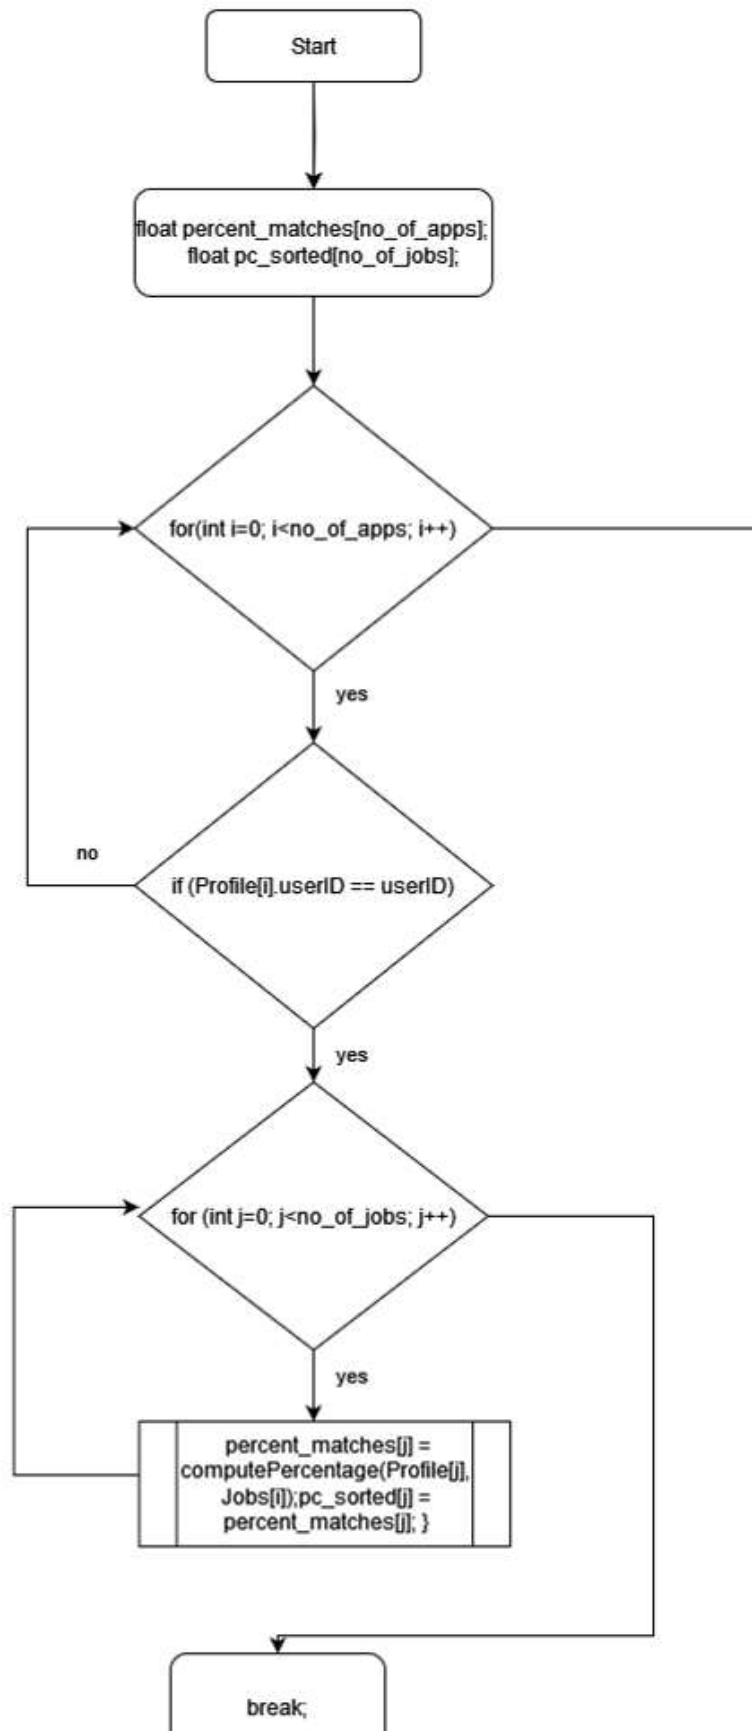 Start
float percent_matches[no_of_apps];
float pc_sorted[no_of_jobs];
for(int i=0; i<no_of_apps; i++)
yes
no
if (Profile[i].userID == userID)
yes
for (int j=0; j<no_of_jobs; j++)
yes
percent_matches[j] =
computePercentage(Profile[j],
Jobs[i]);pc_sorted[j] =
percent_matches[j]; }
break;